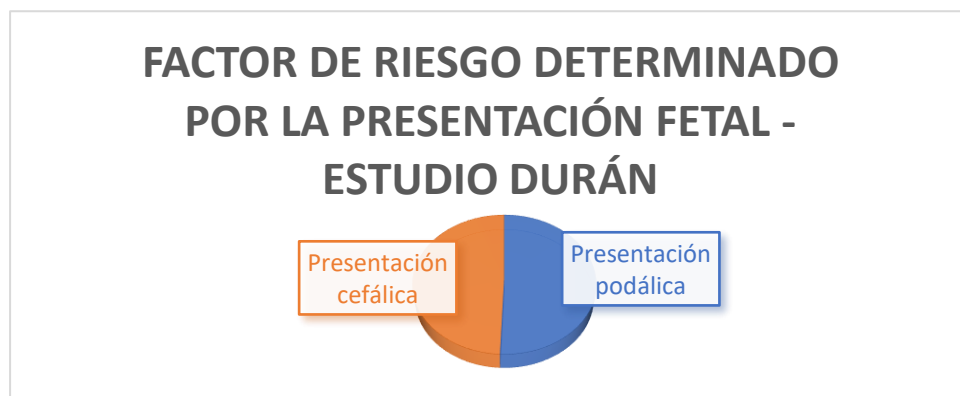 FACTOR DE RIESGO DETERMINADO
POR LA PRESENTACIÓN FETAL -
ESTUDIO DURÁN
Presentación
cefálica
Presentación
podálica